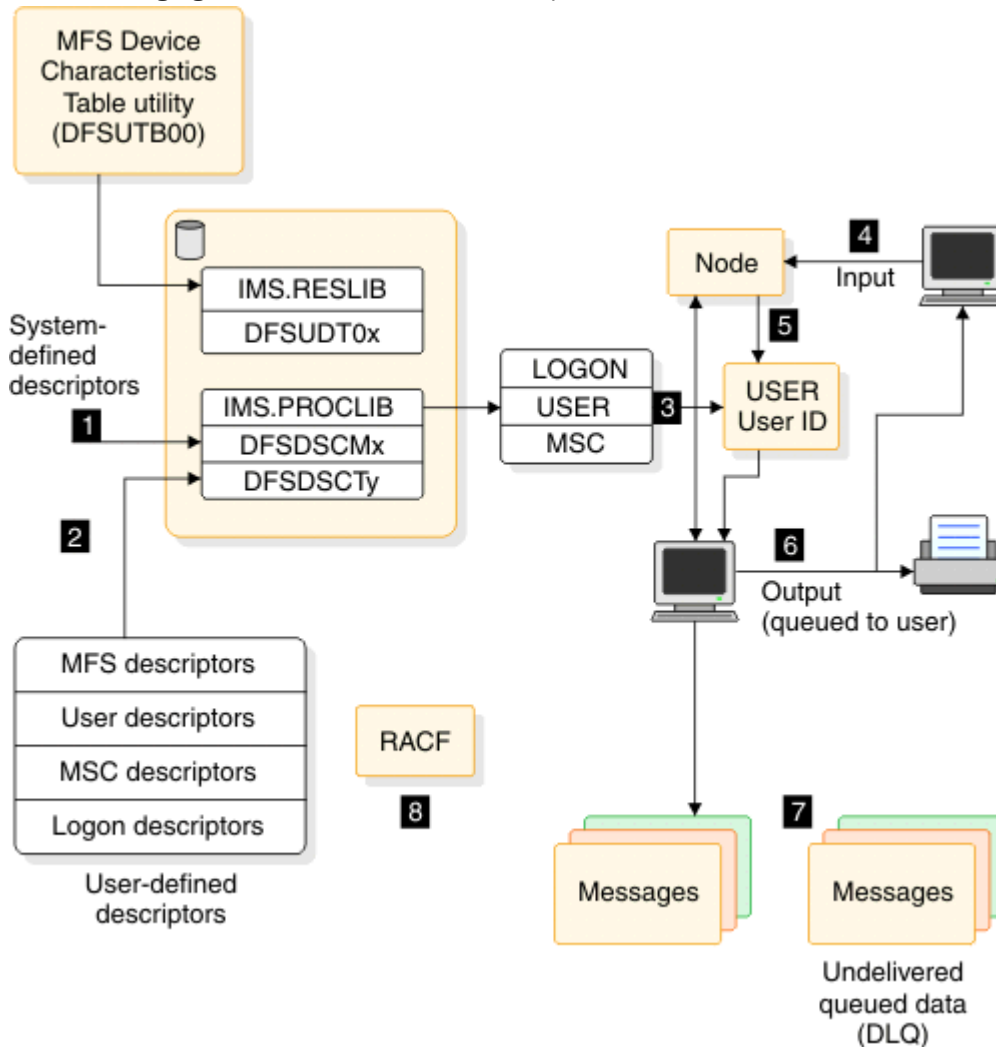 MFS Device
Characteristics
Table utility
(DFSUTB00)
IMS.RESLIB
DFSUDT0x
System-
defined
descriptors
1
IMS.PROCLIB
DFSDSCMx
DFSDSCTy
2
LOGON
USER
MSC
3
Node
4
Input
5
USER
User ID
6
Output
(queued to user)
MFS descriptors
User descriptors
MSC descriptors
Logon descriptors
User-defined
descriptors
RACF
8
Messages
7
Messages
Undelivered
queued data
(DLQ)